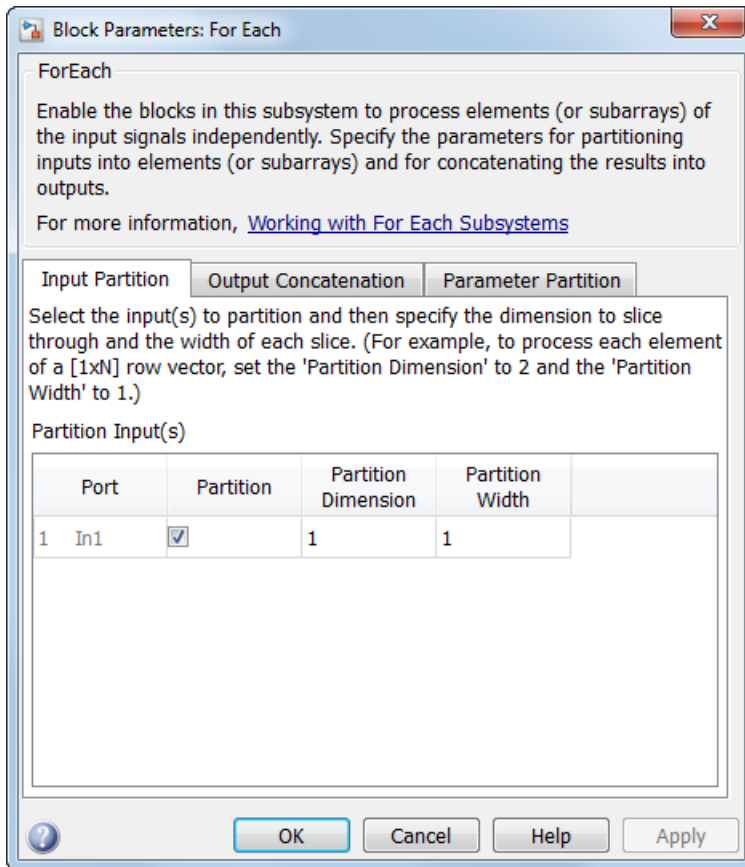 Block Parameters: For Each
ForEach
Enable the blocks in this subsystem to process elements (or subarrays) of
the input signals independently. Specify the parameters for partitioning
inputs into elements (or subarrays) and for concatenating the results into
outputs.
For more information, Working with For Each Subsystems
Input Partition Output Concatenation Parameter Partition
Select the input(s) to partition and then specify the dimension to slice
through and the width of each slice. (For example, to process each element
of a [1xN] row vector, set the 'Partition Dimension' to 2 and the 'Partition
Width' to 1.)
Partition Input(s)
Port Partition Partition Dimension Partition Width
1 In1 1 1
OK Cancel Help Apply